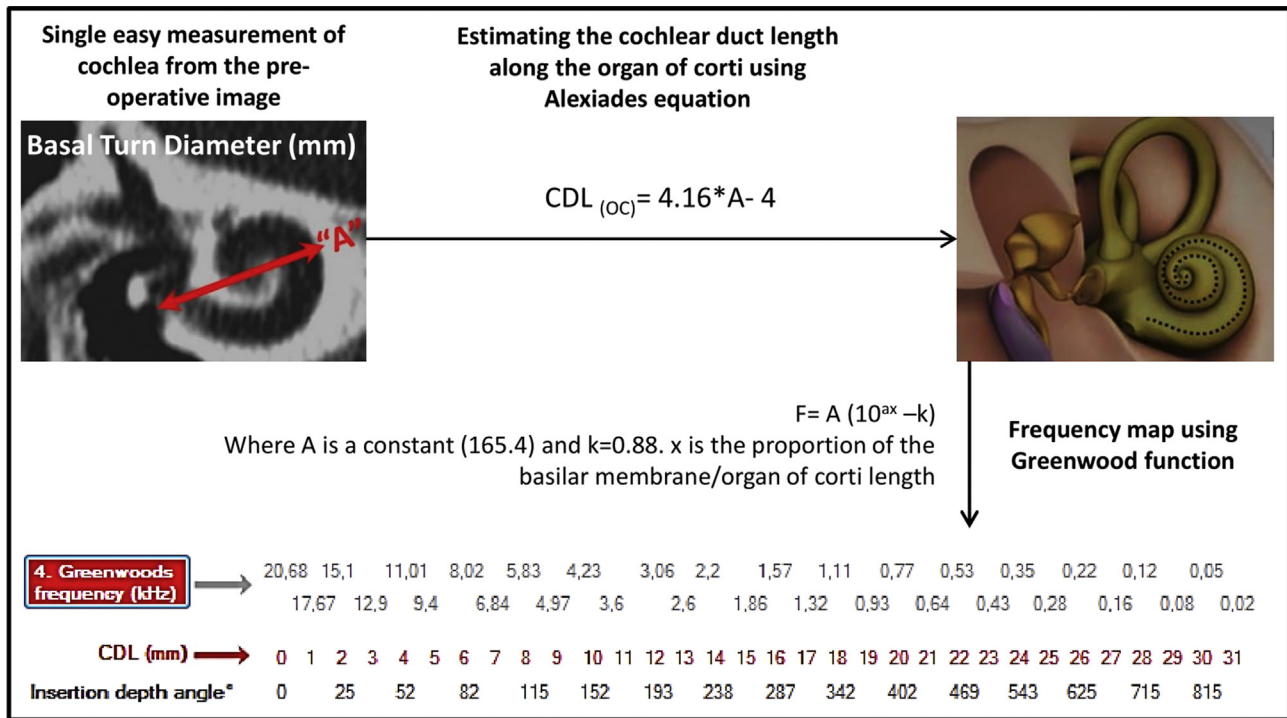 Single easy measurement of
cochlea from the pre-
operative image
Estimating the cochlear duct length
along the organ of corti using
Alexiades equation
Basal Turn Diameter (mm)
"A"
CDL (OC)= 4.16*A- 4
F= A (10^ax –k)
Where A is a constant (165.4) and k=0.88. x is the proportion of the
basilar membrane/organ of corti length
Frequency map using
Greenwood function
4. Greenwoods
frequency (kHz)
20,68 15,1 11,01 8,02 5,83 4,23 3,06 2,2 1,57 1,11 0,77 0,53 0,35 0,22 0,12 0,05
17,67 12,9 9,4 6,84 4,97 3,6 2,6 1,86 1,32 0,93 0,64 0,43 0,28 0,16 0,08 0,02
CDL (mm) 0 1 2 3 4 5 6 7 8 9 10 11 12 13 14 15 16 17 18 19 20 21 22 23 24 25 26 27 28 29 30 31
Insertion depth angle° 0 25 52 82 115 152 193 238 287 342 402 469 543 625 715 815